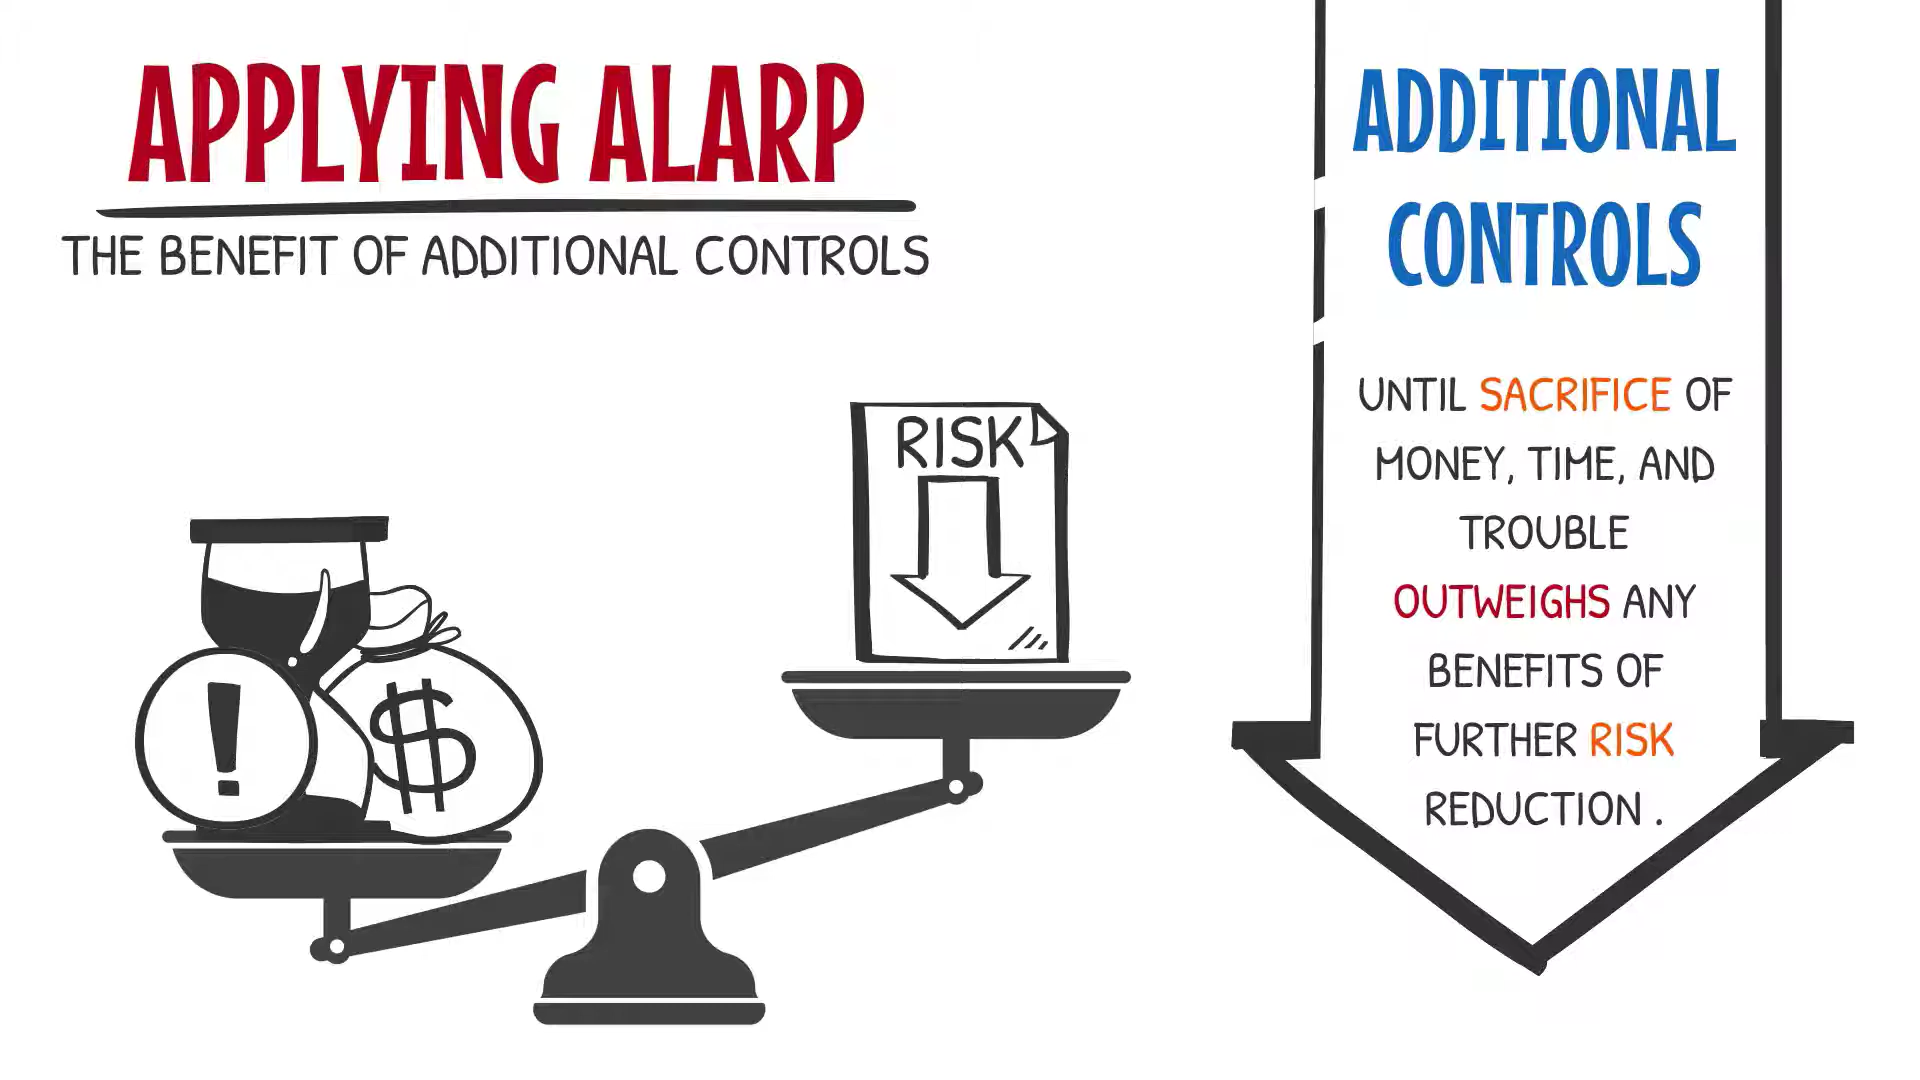 APPLYING ALARP
THE BENEFIT OF ADDITIONAL CONTROLS
RISK
!
$
ADDITIONAL
CONTROLS
UNTIL SACRIFICE OF
MONEY, TIME, AND
TROUBLE
OUTWEIGHS ANY
BENEFITS OF
FURTHER RISK
REDUCTION .